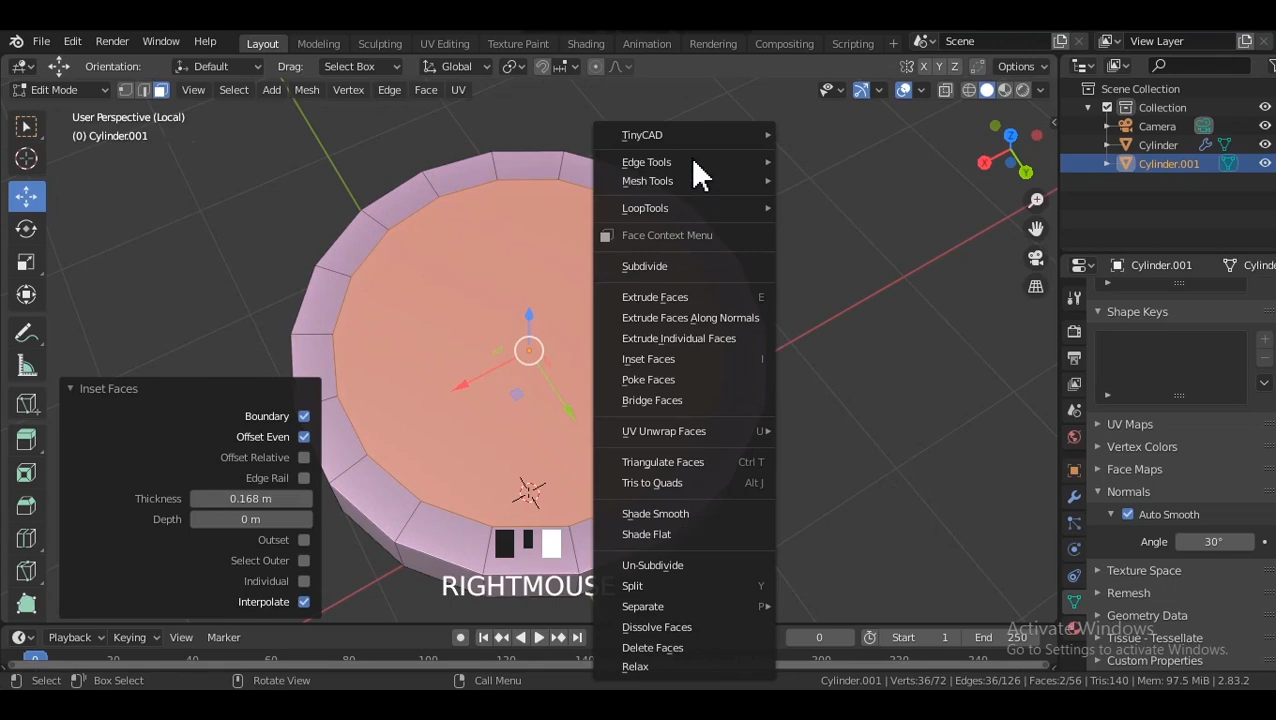 File Edit Render Window Help Layout Modeling Sculpting UV Editing Texture Paint Shading Animation Rendering Compositing Scripting + Scene View Layer
Orientation: Default Drag: Select Box Global X Y Z Options
Edit Mode View Select Add Mesh Vertex Edge Face UV
User Perspective (Local)
(0) Cylinder.001
Scene Collection
Collection
Camera
Cylinder
Cylinder.001
Z
X
Y
TinyCAD
Edge Tools
Mesh Tools
LoopTools
Face Context Menu
Subdivide
Extrude Faces E
Extrude Faces Along Normals
Extrude Individual Faces
Inset Faces I
Poke Faces
Bridge Faces
UV Unwrap Faces U
Triangulate Faces Ctrl T
Tris to Quads Alt J
Shade Smooth
Shade Flat
Un-Subdivide
Split Y
Separate P
Dissolve Faces
Delete Faces
Relax
Inset Faces
Boundary
Offset Even
Offset Relative
Edge Rail
Thickness 0.168 m
Depth 0 m
Outset
Select Outer
Individual
Interpolate
RIGHTMOUSE
Cylinder.001
Shape Keys
UV Maps
Vertex Colors
Face Maps
Normals
Auto Smooth
Angle 30°
Texture Space
Remesh
Geometry Data
Tissue - Tessellate
Custom Properties
Activate Windows
Go to Settings to activate Windows.
Playback Keying View Marker 0 Start 1 End 250
0
Select Box Select Rotate View Call Menu Cylinder.001 | Verts:36/72 | Edges:36/126 | Faces:2/56 | Tris:140 | Mem: 97.5 MiB | 2.83.2